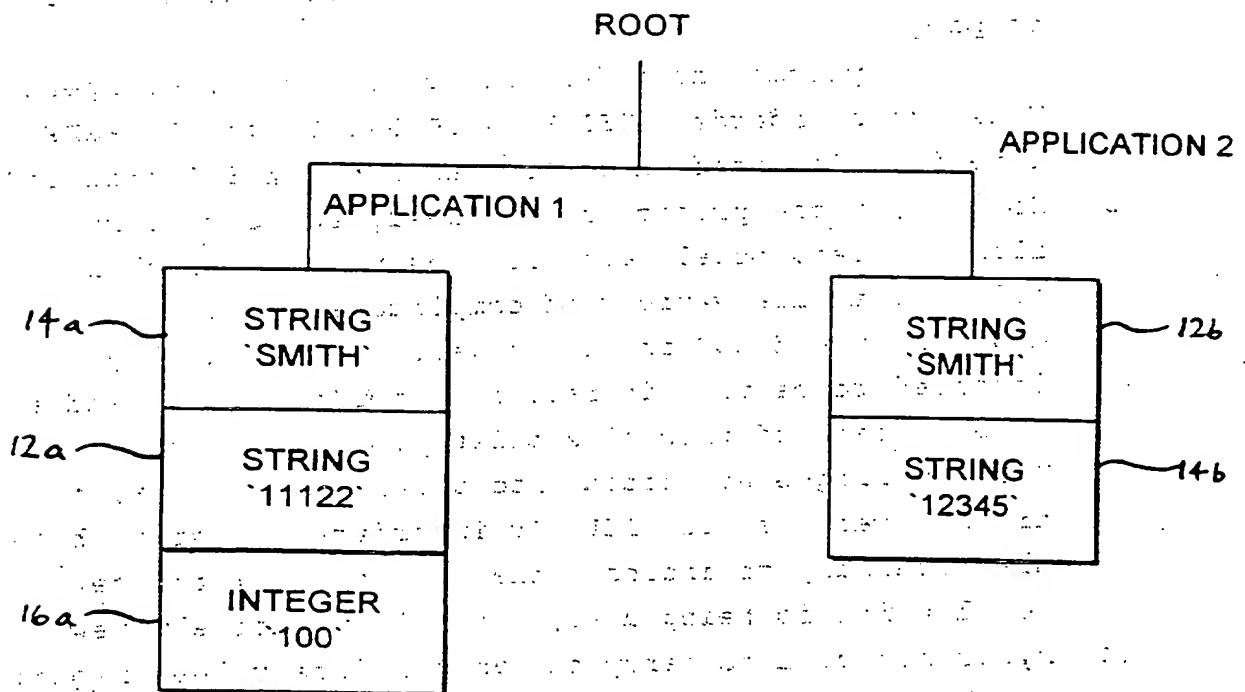 ROOT
APPLICATION 2
APPLICATION 1
14a
STRING
`SMITH`
12a
STRING
`11122`
16a
INTEGER
`100`
STRING
`SMITH`
12b
STRING
`12345`
14b